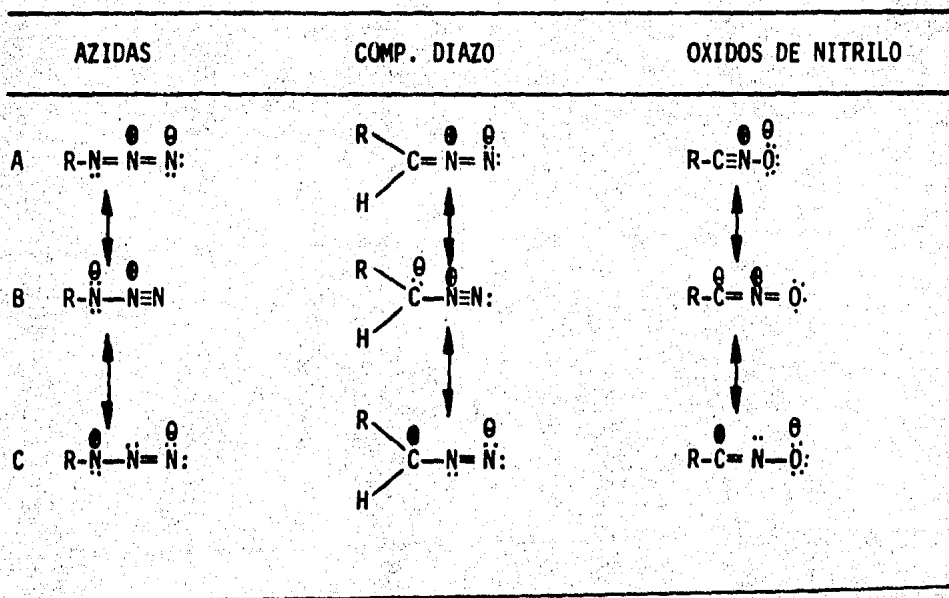 AZIDAS COMP. DIAZO OXIDOS DE NITRILO
A R-N=N=N: R H C=N=N: R-C≡N-O:
B R-N—N≡N R H C—N≡N: R-C=N=O
C R-N—N=N: R H C—N=N: R-C=N—O: